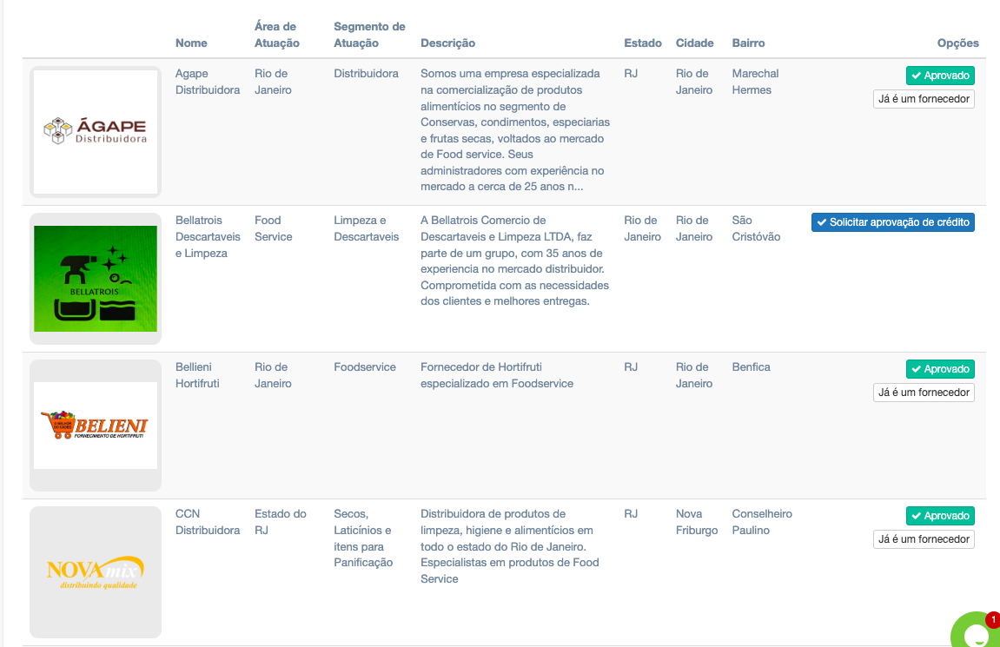 Nome
Área de
Atuação
Segmento de
Atuação
Descrição
Estado
Cidade
Bairro
Opções
ÁGAPE
Distribuidora
Agape
Distribuidora
Rio de
Janeiro
Distribuidora
Somos uma empresa especializada
na comercialização de produtos
alimentícios no segmento de
Conservas, condimentos, especiarias
e frutas secas, voltados ao mercado
de Food service. Seus
administradores com experiência no
mercado a cerca de 25 anos n...
RJ
Rio de
Janeiro
Marechal
Hermes
Aprovado
Já é um fornecedor
BELLATROIS
Bellatrois
Descartaveis
e Limpeza
Food
Service
Limpeza e
Descartaveis
A Bellatrois Comercio de
Descartaveis e Limpeza LTDA, faz
parte de um grupo, com 35 anos de
experiencia no mercado distribuidor.
Comprometida com as necessidades
dos clientes e melhores entregas.
Rio de
Janeiro
Rio de
Janeiro
São
Cristóvão
Solicitar aprovação de crédito
BELIENI
FORNECIMENTO DE HORTIFRUTI
Bellieni
Hortifruti
Rio de
Janeiro
Foodservice
Fornecedor de Hortifruti
especializado em Foodservice
RJ
Rio de
Janeiro
Benfica
Aprovado
Já é um fornecedor
NOVAmix
distribuindo qualidade
CCN
Distribuidora
Estado do
RJ
Secos,
Laticínios e
itens para
Panificação
Distribuidora de produtos de
limpeza, higiene e alimentícios em
todo o estado do Rio de Janeiro.
Especialistas em produtos de Food
Service
RJ
Nova
Friburgo
Conselheiro
Paulino
Aprovado
Já é um fornecedor
1